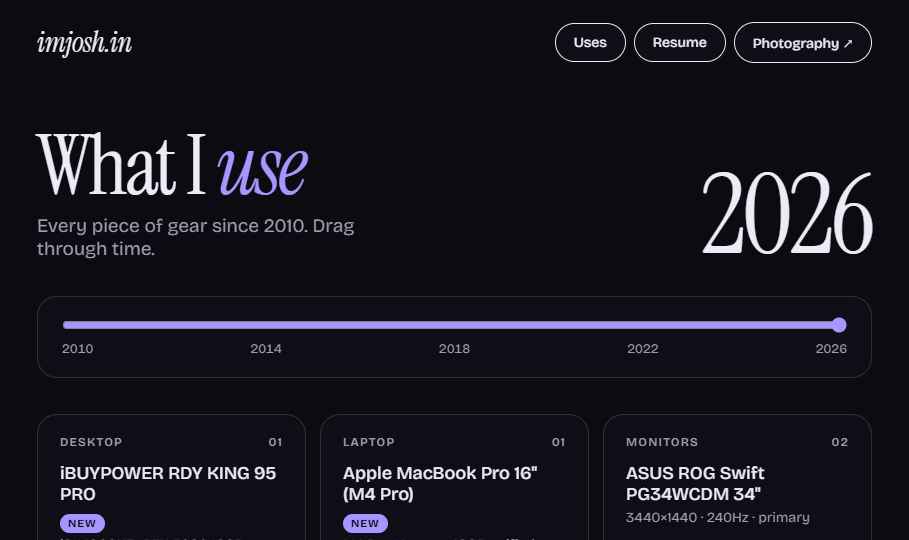 imjosh.in
Uses
Resume
Photography ↗
What I use
Every piece of gear since 2010. Drag
through time.
2026
2010 2014 2018 2022 2026
DESKTOP 01
iBUYPOWER RDY KING 95
PRO
NEW
LAPTOP 01
Apple MacBook Pro 16"
(M4 Pro)
NEW
MONITORS 02
ASUS ROG Swift
PG34WCDM 34"
3440×1440 · 240Hz · primary